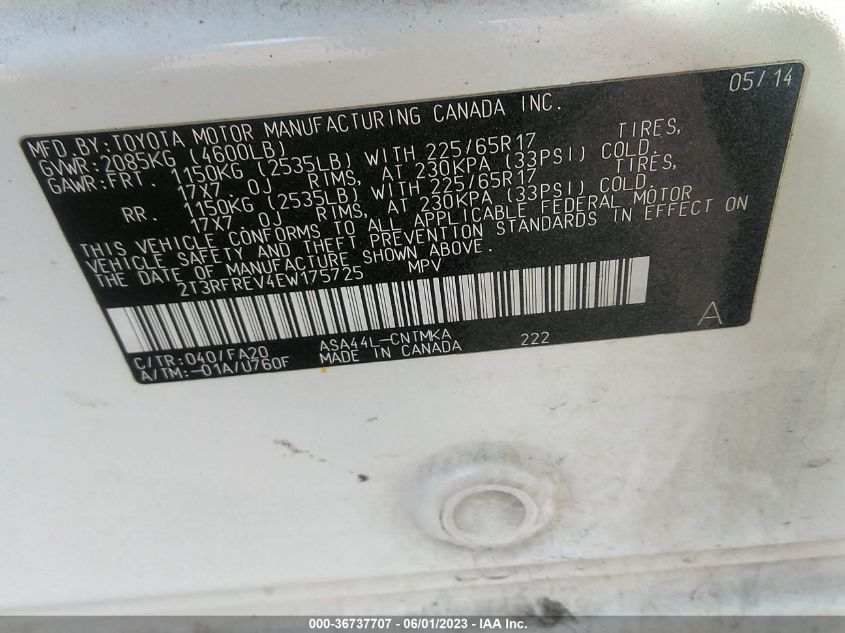 05/14
MFD BY:TOYOTA MOTOR MANUFACTURING CANADA INC.
GVWR:2085KG (4600LB)
GAWR:FRT. 1150KG (2535LB) WITH 225/65R17 TIRES,
17X7.0J RIMS, AT 230KPA (33PSI) COLD.
RR. 1150KG (2535LB) WITH 225/65R17 TIRES,
17X7.0J RIMS, AT 230KPA (33PSI) COLD.
THIS VEHICLE CONFORMS TO ALL APPLICABLE FEDERAL MOTOR
VEHICLE SAFETY AND THEFT PREVENTION STANDARDS IN EFFECT ON
THE DATE OF MANUFACTURE SHOWN ABOVE.
2T3RFREV4EW175725 MPV
C/TR:040/FA20 ASA44L-CNTMKA 222
A/TM:-01A/U760F MADE IN CANADA
A
000-36737707 - 06/01/2023 - IAA Inc.